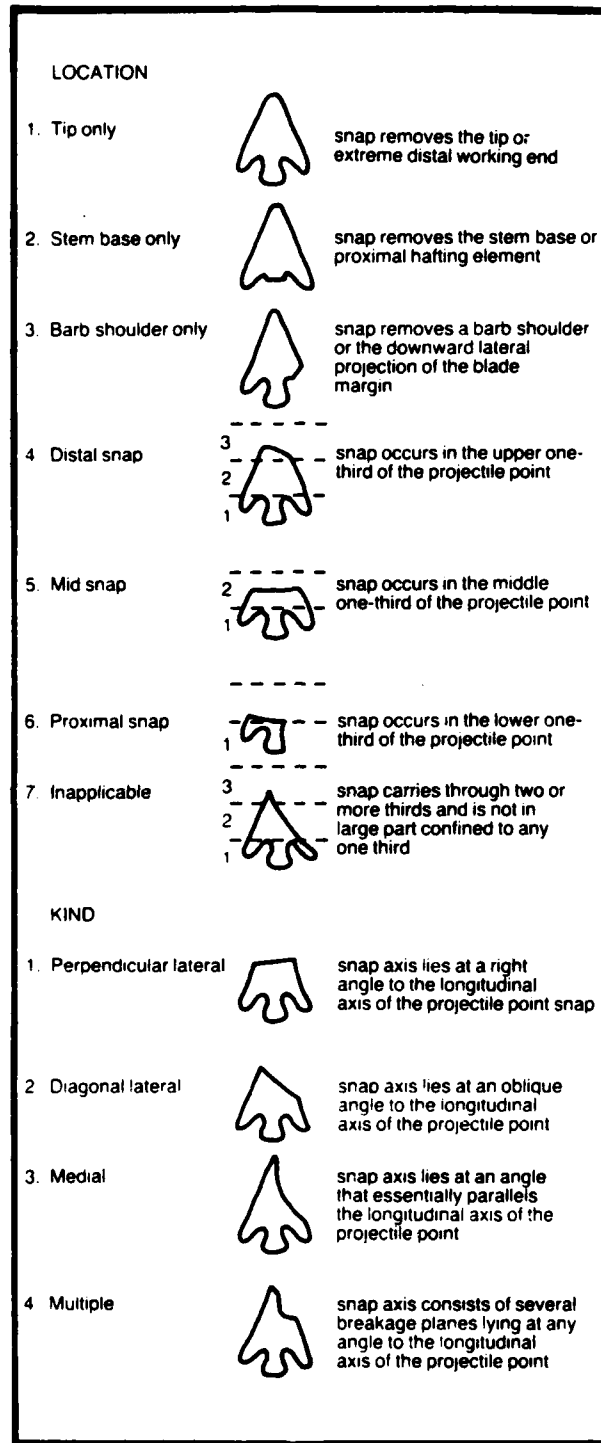 LOCATION
1. Tip only
snap removes the tip or
extreme distal working end
2. Stem base only
snap removes the stem base or
proximal hafting element
3. Barb shoulder only
snap removes a barb shoulder
or the downward lateral
projection of the blade
margin
4 Distal snap
3
2
1
snap occurs in the upper one-
third of the projectile point
5. Mid snap
2
1
snap occurs in the middle
one-third of the projectile point
6. Proximal snap
1
snap occurs in the lower one-
third of the projectile point
7. Inapplicable
3
2
1
snap carries through two or
more thirds and is not in
large part confined to any
one third
KIND
1. Perpendicular lateral
snap axis lies at a right
angle to the longitudinal
axis of the projectile point snap
2 Diagonal lateral
snap axis lies at an oblique
angle to the longitudinal
axis of the projectile point
3. Medial
snap axis lies at an angle
that essentially parallels
the longitudinal axis of the
projectile point
4 Multiple
snap axis consists of several
breakage planes lying at any
angle to the longitudinal
axis of the projectile point